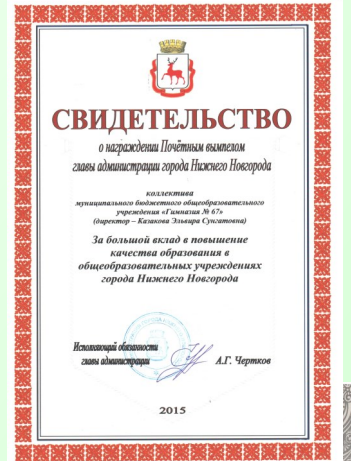 СВИДЕТЕЛЬСТВО
о награждении Почётным вымпелом
главы администрации города Нижнего Новгорода
коллектива
муниципального бюджетного общеобразовательного
учреждения «Гимназия № 67»
(директор – Казакова Эльвира Сунгатовна)
За большой вклад в повышение
качества образования в
общеобразовательных учреждениях
города Нижнего Новгорода
Исполняющий обязанности
главы администрации
А.Г. Чертков
2015